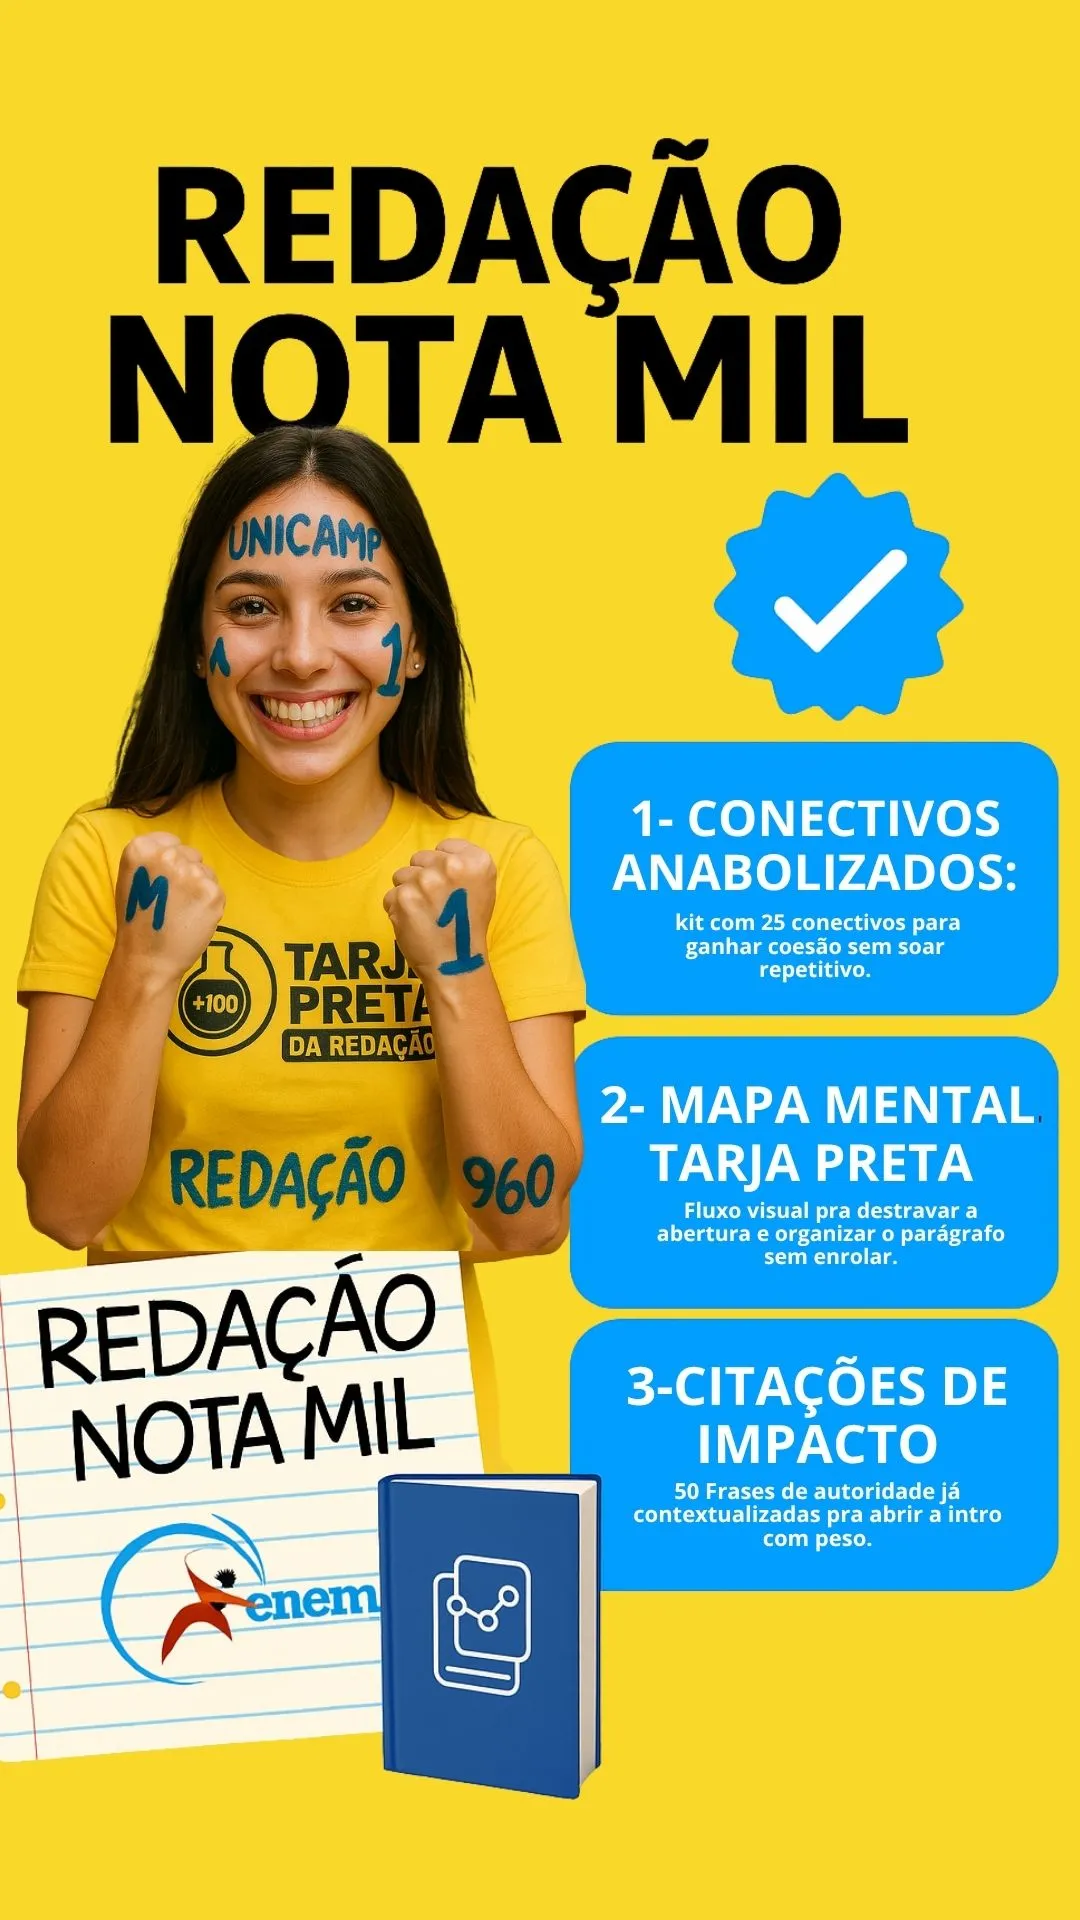 REDAÇÃO
NOTA MIL
UNICAMP
1
M
1
+100
TARJA
PRETA
DA REDAÇÃO
REDAÇÃO
960
1- CONECTIVOS
ANABOLIZADOS:
kit com 25 conectivos para
ganhar coesão sem soar
repetitivo.
2- MAPA MENTAL
TARJA PRETA
Fluxo visual pra destravar a
abertura e organizar o parágrafo
sem enrolar.
3-CITAÇÕES DE
IMPACTO
50 Frases de autoridade já
contextualizadas pra abrir a intro
com peso.
REDAÇÃO
NOTA MIL
enem